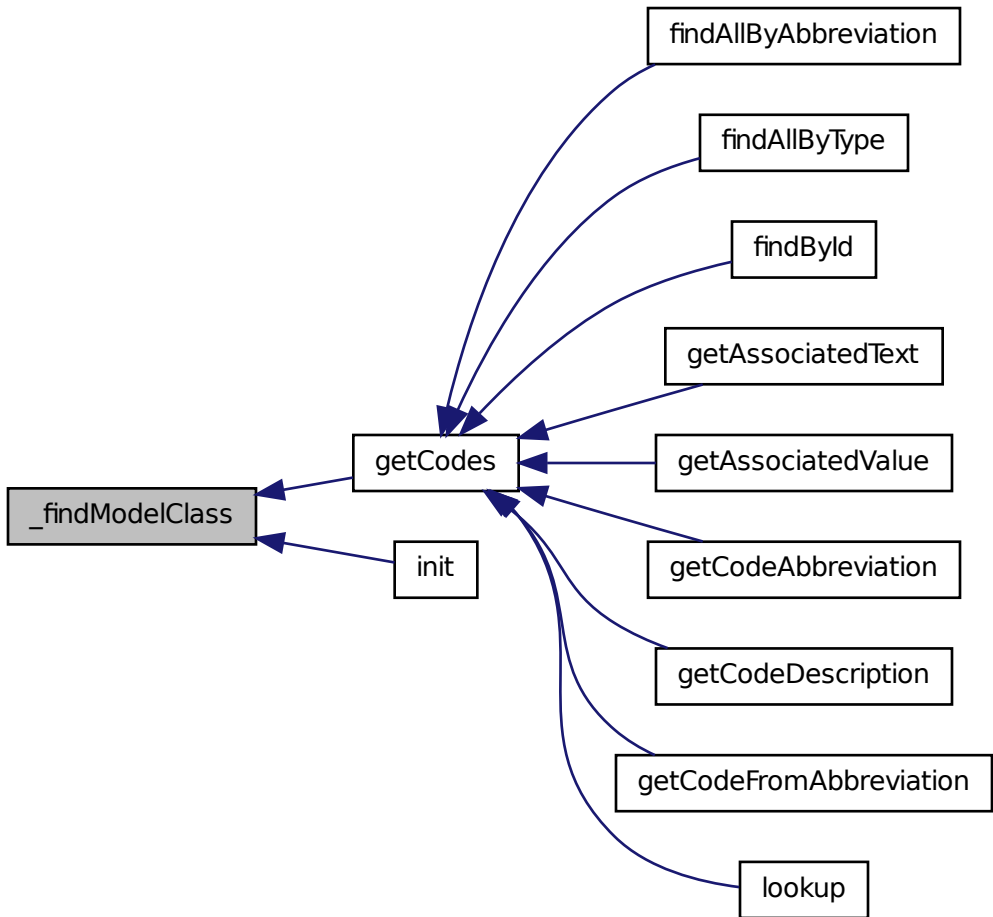 findAllByAbbreviation
findAllByType
findById
getAssociatedText
getCodes
getAssociatedValue
_findModelClass
init
getCodeAbbreviation
getCodeDescription
getCodeFromAbbreviation
lookup